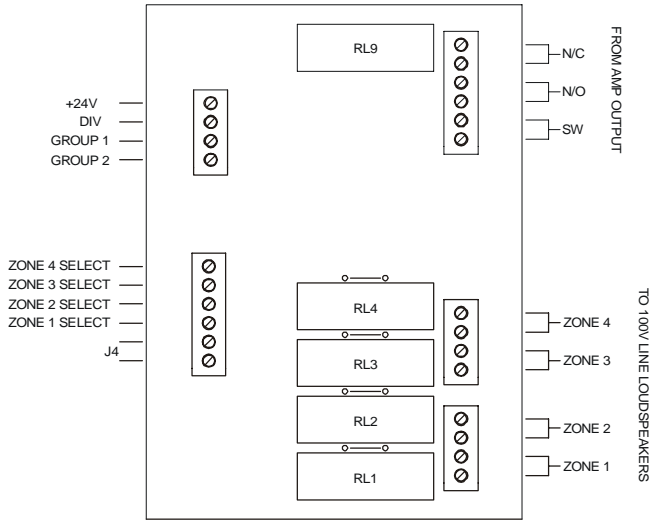 RL9
N/C
N/O
SW
FROM AMP OUTPUT
+24V
DIV
GROUP 1
GROUP 2
ZONE 4 SELECT
ZONE 3 SELECT
ZONE 2 SELECT
ZONE 1 SELECT
J4
RL4
RL3
RL2
RL1
ZONE 4
ZONE 3
ZONE 2
ZONE 1
TO 100V LINE LOUDSPEAKERS